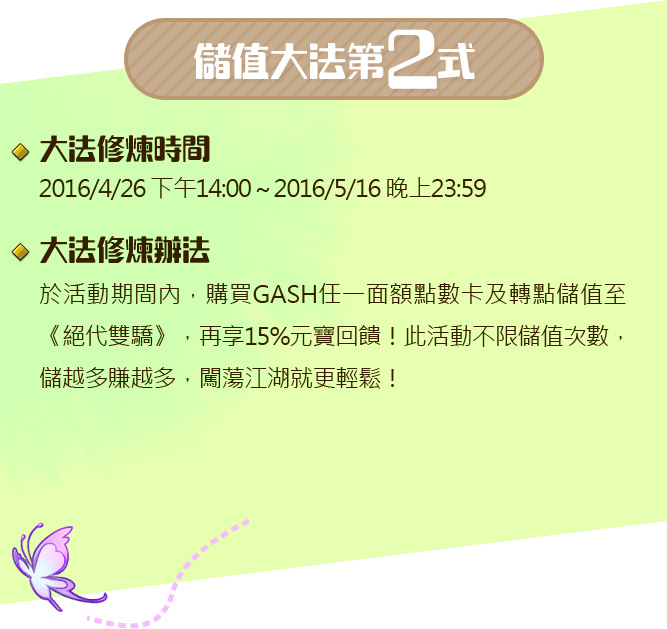 儲值大法第2式
大法修煉時間
2016/4/26 下午14:00 ~ 2016/5/16 晚上23:59
大法修煉辦法
於活動期間內，購買GASH任一面額點數卡及轉點儲值至
《絕代雙驕》，再享15%元寶回饋！此活動不限儲值次數，
儲越多賺越多，闖蕩江湖就更輕鬆！